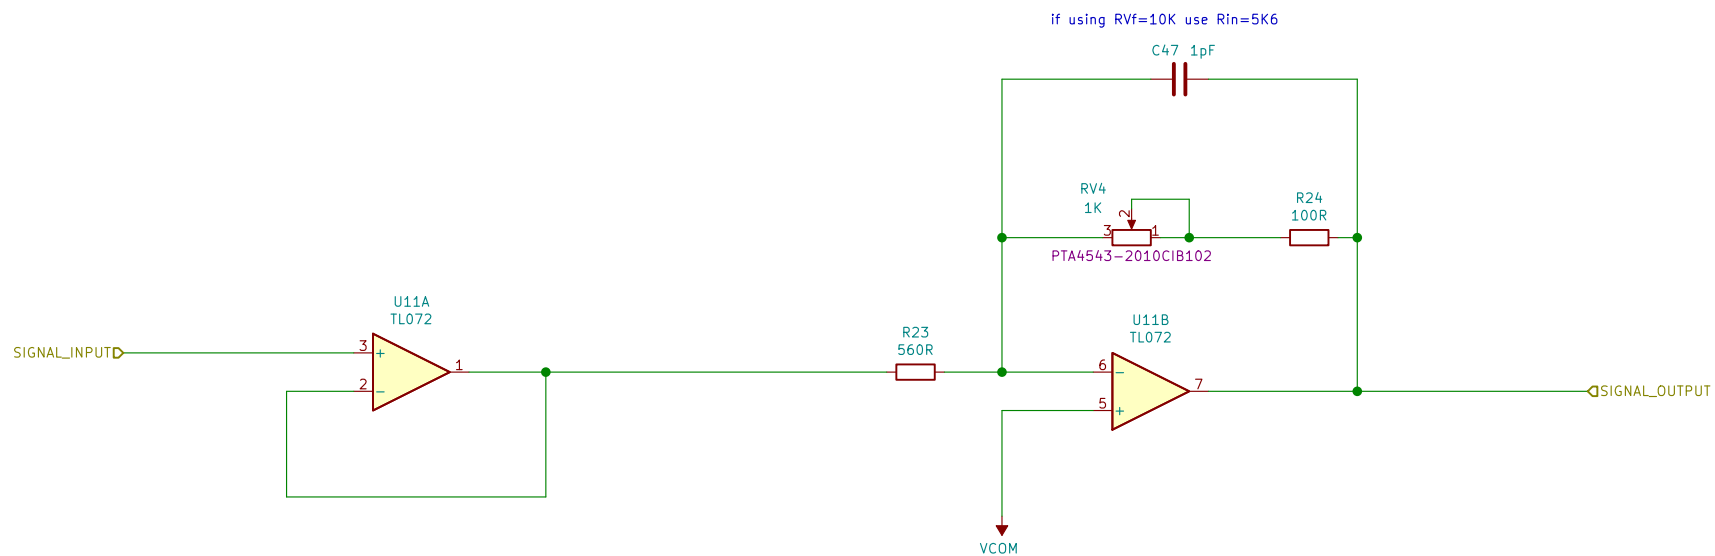 if using RVf=10K use Rin=5K6
C47 1pF
RV4
1K
2
3
1
PTA4543-2010CIB102
R24
100R
U11A
TL072
SIGNAL_INPUT
3
+
2
−
1
R23
560R
U11B
TL072
6
−
5
+
7
SIGNAL_OUTPUT
VCOM